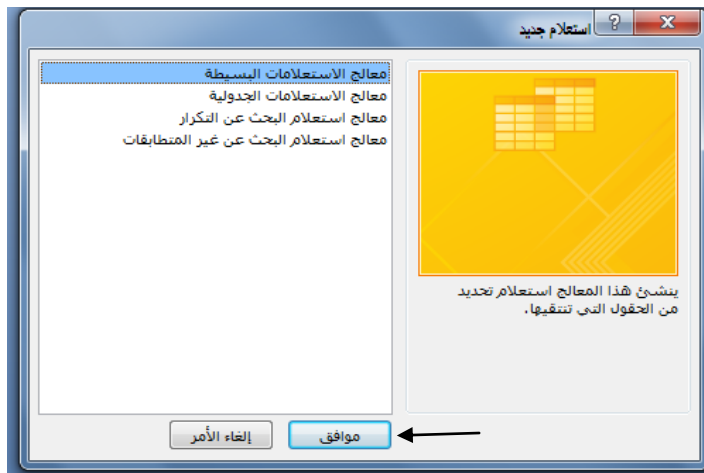 استعلام جديد
معالج الاستعلامات البسيطة
معالج الاستعلامات الجدولية
معالج استعلام البحث عن التكرار
معالج استعلام البحث عن غير المتطابقات
ينشئ هذا المعالج استعلام تحديد
من الحقول التي تنتقيها.
موافق
إلغاء الأمر